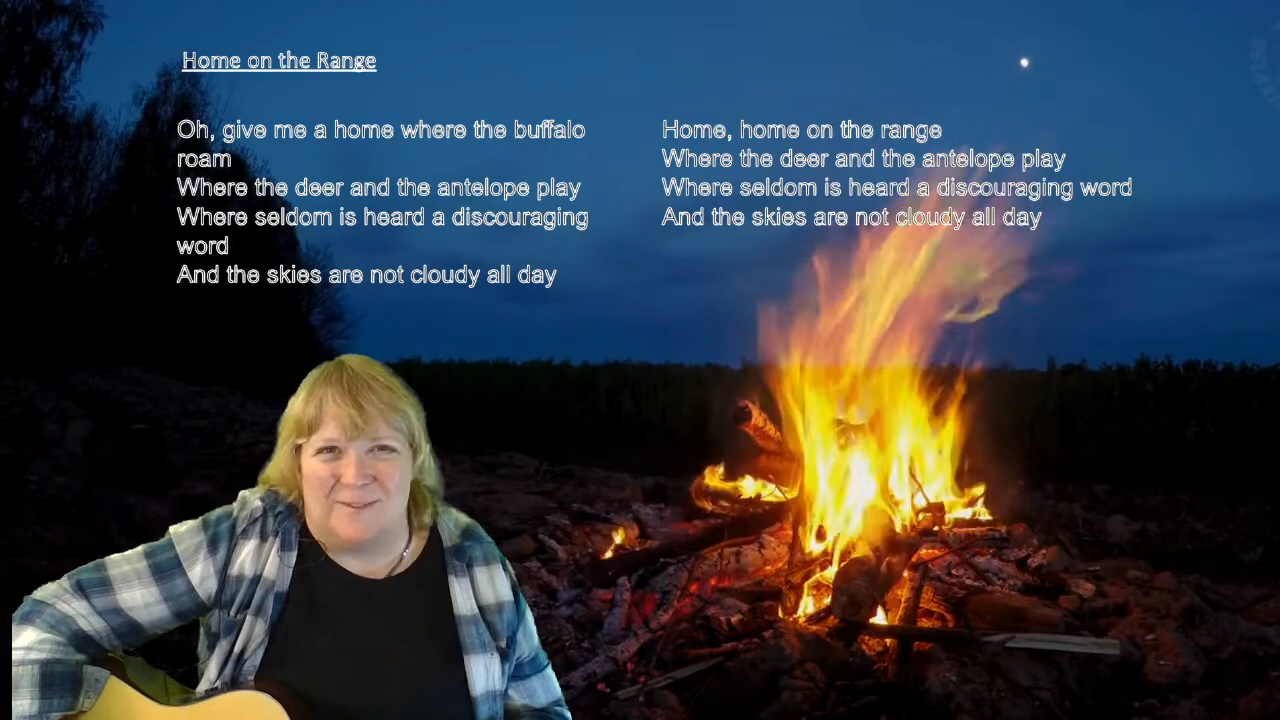 Home on the Range
Oh, give me a home where the buffalo
roam
Where the deer and the antelope play
Where seldom is heard a discouraging
word
And the skies are not cloudy all day
Home, home on the range
Where the deer and the antelope play
Where seldom is heard a discouraging word
And the skies are not cloudy all day